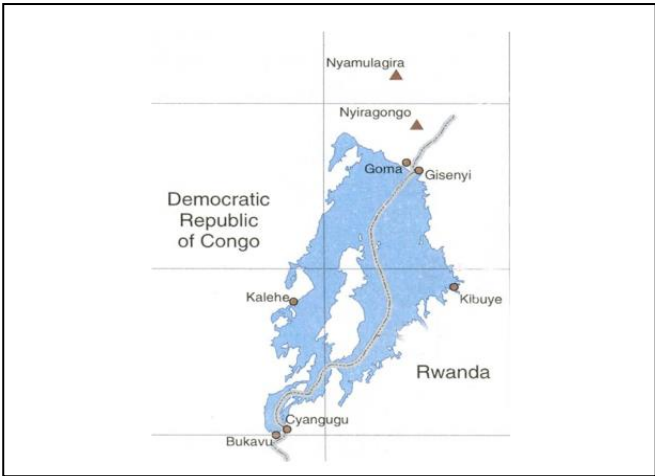 Nyamulagira
Nyiragongo
Goma
Gisenyi
Democratic
Republic
of Congo
Kalehe
Kibuye
Rwanda
Cyangugu
Bukavu